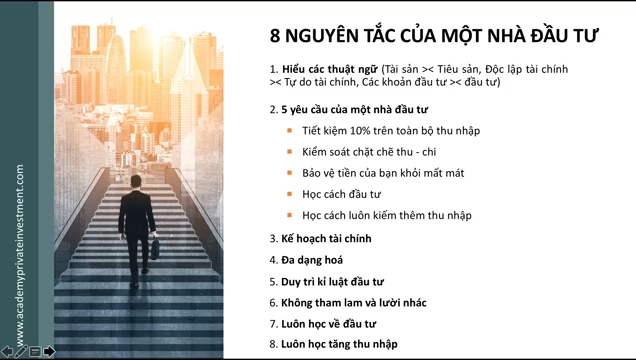 8 NGUYÊN TẮC CỦA MỘT NHÀ ĐẦU TƯ
1. Hiểu các thuật ngữ (Tài sản >< Tiêu sản, Độc lập tài chính
>< Tự do tài chính, Các khoản đầu tư >< đầu tư)
2. 5 yêu cầu của một nhà đầu tư
Tiết kiệm 10% trên toàn bộ thu nhập
Kiểm soát chặt chẽ thu - chi
Bảo vệ tiền của bạn khỏi mất mát
Học cách đầu tư
Học cách luôn kiếm thêm thu nhập
3. Kế hoạch tài chính
4. Đa dạng hoá
5. Duy trì kỉ luật đầu tư
6. Không tham lam và lười nhác
7. Luôn học về đầu tư
8. Luôn học tăng thu nhập
www.academyprivateinvestment.com